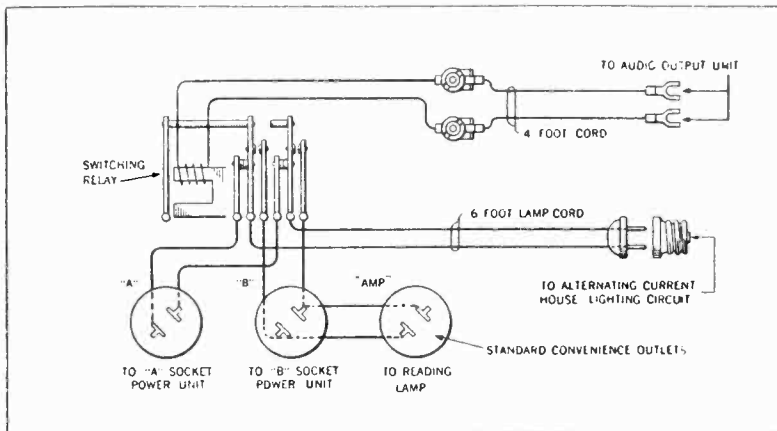 TO AUDIO OUTPUT UNIT
4 FOOT CORD
SWITCHING
RELAY
6 FOOT LAMP CORD
"A"
"B"
"AMP"
TO ALTERNATING CURRENT
HOUSE LIGHTING CIRCUIT
STANDARD CONVENIENCE OUTLETS
TO "A" SOCKET
POWER UNIT
TO "B" SOCKET
POWER UNIT
TO READING
LAMP